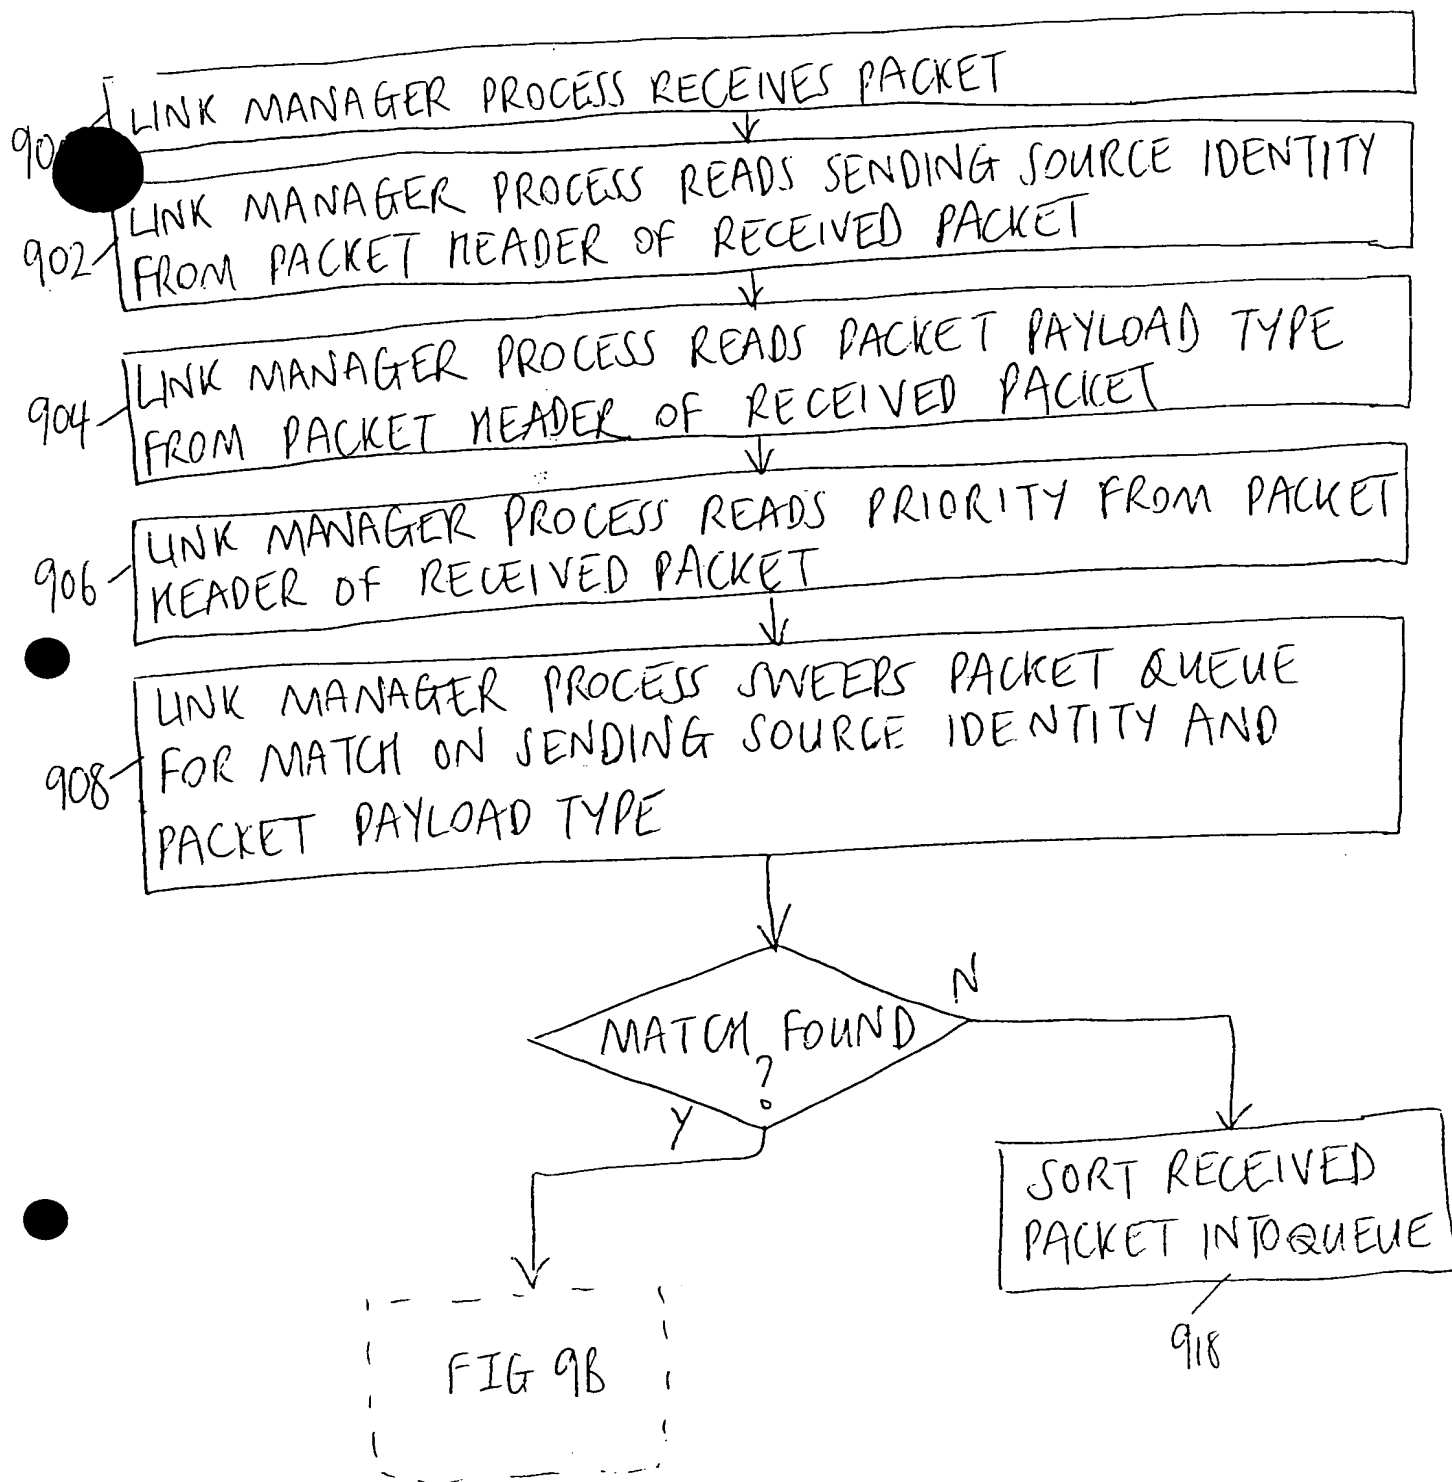 LINK MANAGER PROCESS RECEIVES PACKET
LINK MANAGER PROCESS READS SENDING SOURCE IDENTITY
902
FROM PACKET HEADER OF RECEIVED PACKET
LINK MANAGER PROCESS READS PACKET PAYLOAD TYPE
904
FROM PACKET HEADER OF RECEIVED PACKET
LINK MANAGER PROCESS READS PRIORITY FROM PACKET
906
HEADER OF RECEIVED PACKET
LINK MANAGER PROCESS SWEEPS PACKET QUEUE
FOR MATCH ON SENDING SOURCE IDENTITY AND
908
PACKET PAYLOAD TYPE
N
MATCH FOUND
?
Y
SORT RECEIVED
PACKET INTO QUEUE
918
FIG 9B